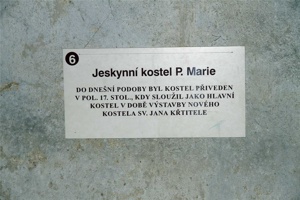 6
Jeskynní kostel P. Marie
DO DNEŠNÍ PODOBY BYL KOSTEL PŘIVEDEN
V POL. 17. STOL., KDY SLOUŽIL JAKO HLAVNÍ
KOSTEL V DOBĚ VÝSTAVBY NOVÉHO
KOSTELA SV. JANA KŘTITELE